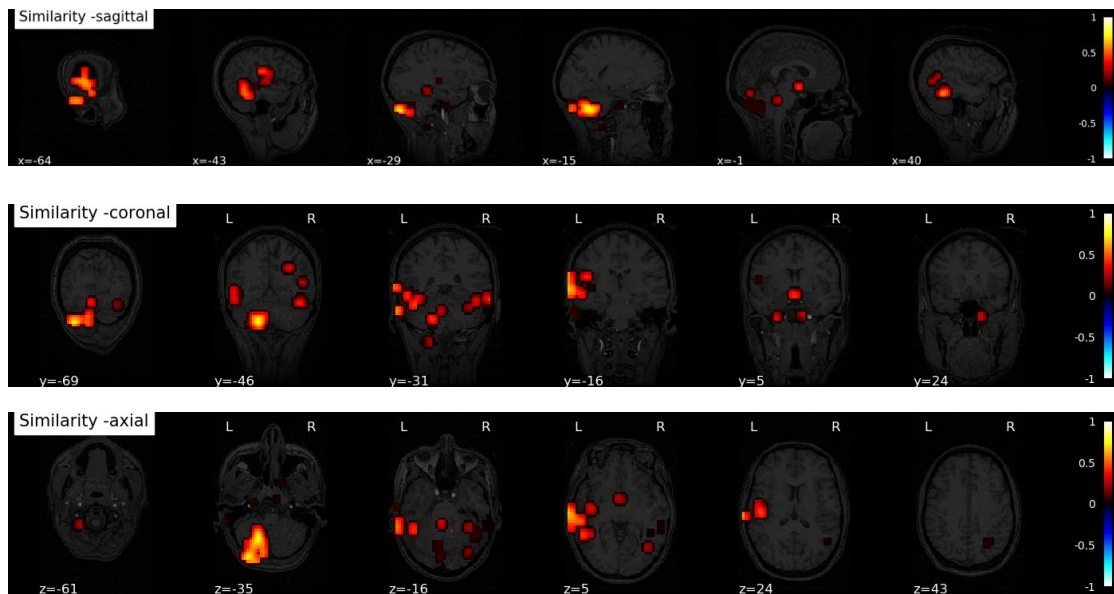 Similarity -sagittal
x=-64
x=-43
x=-29
x=-15
x=-1
x=40
1
0.5
0
-0.5
-1
Similarity -coronal
L R
L R
L R
L R
L R
y=-69
y=-46
y=-31
y=-16
y=5
y=24
1
0.5
0
-0.5
-1
Similarity -axial
L R
L R
L R
L R
L R
z=-61
z=-35
z=-16
z=5
z=24
z=43
1
0.5
0
-0.5
-1